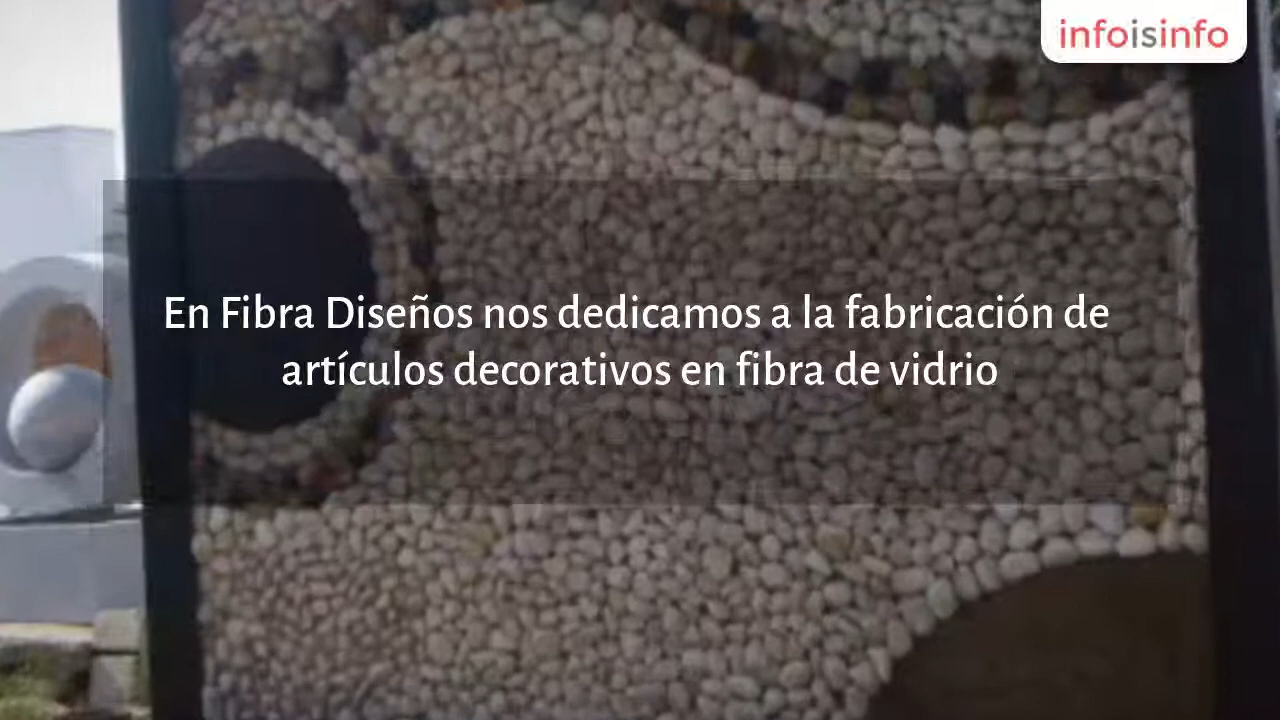 infoisinfo
En Fibra Diseños nos dedicamos a la fabricación de
artículos decorativos en fibra de vidrio